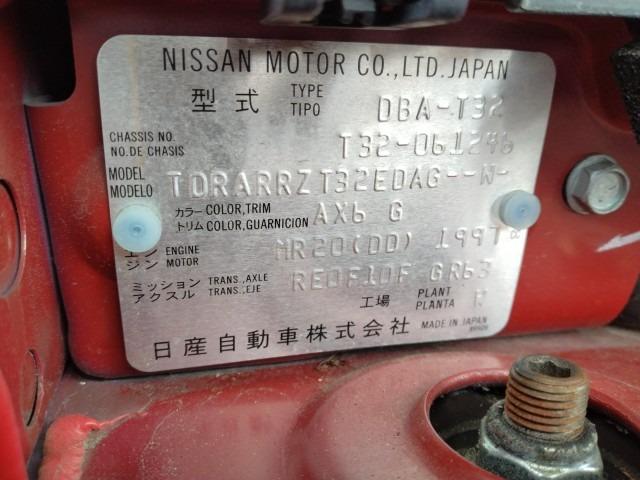 NISSAN MOTOR CO.,LTD. JAPAN
型式 TYPE TIPO DBA-T32
CHASSIS NO. NO. DE CHASIS T32-061246
MODEL MODELO TDRARRZT32EDAG--N-
カラー COLOR,TRIM
トリム COLOR,GUARNICION AX6 G
エンジン ENGINE MOTOR MR20(DD) 1997
ミッション TRANS.,AXLE
アクスル TRANS.,EJE RE0F10F GR63
工場 PLANT PLANTA
日産自動車株式会社 MADE IN JAPAN